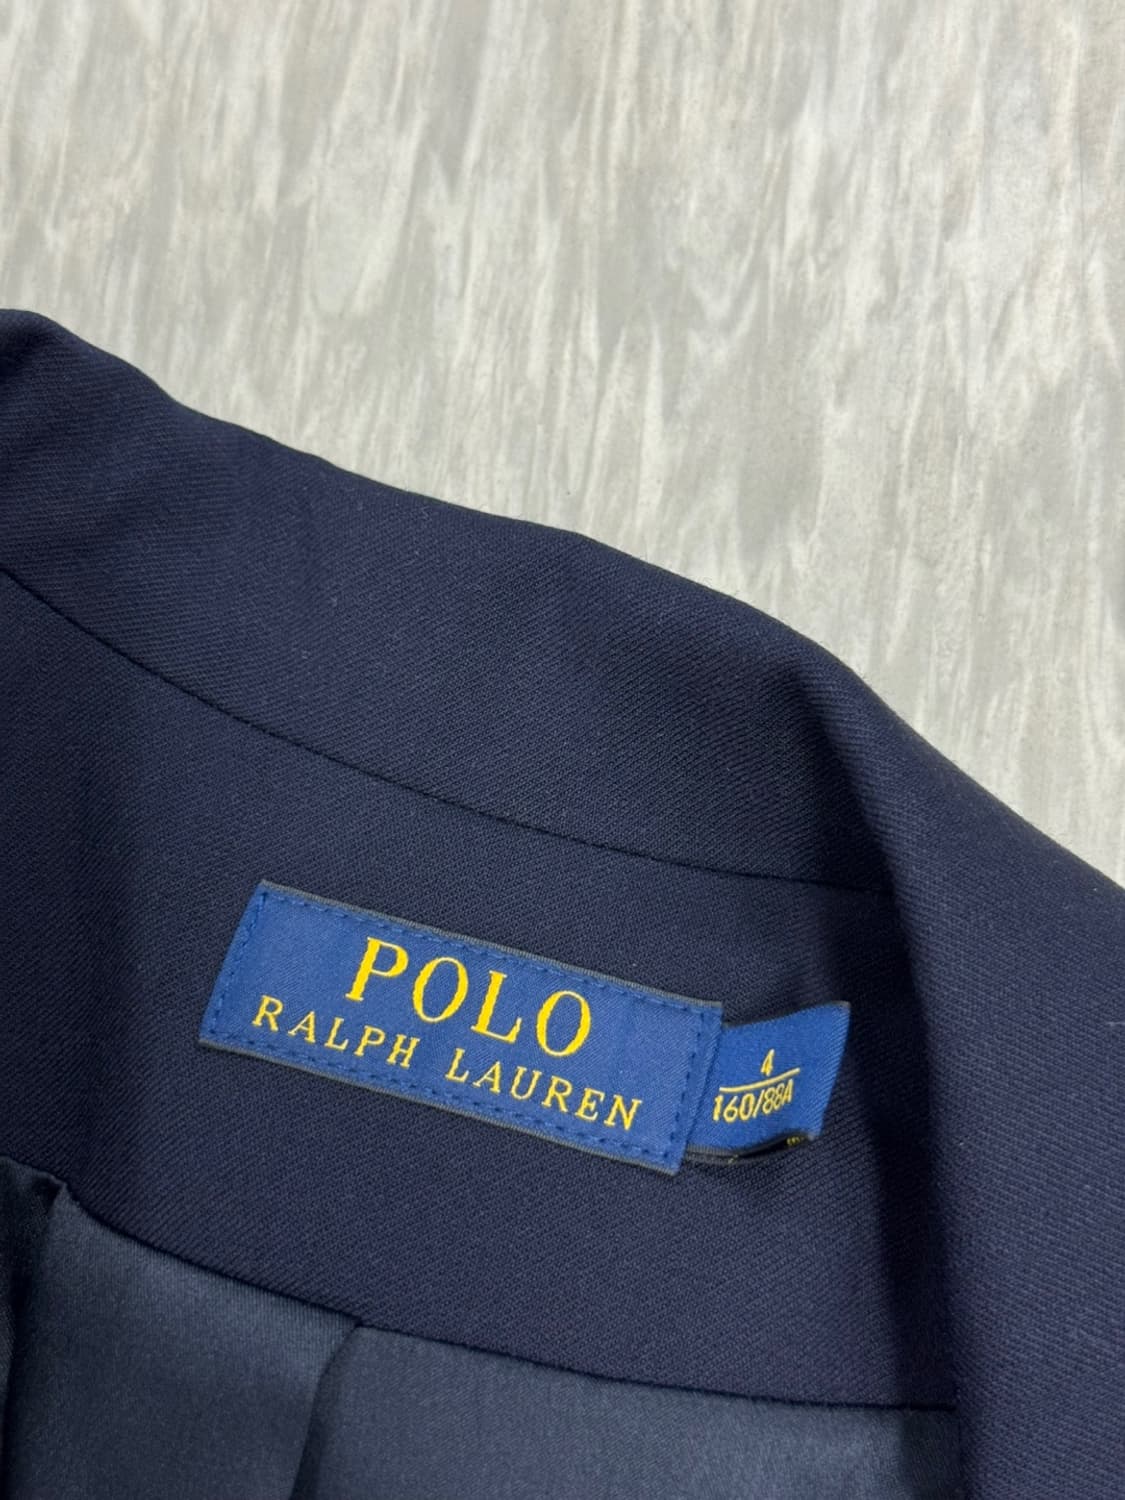 POLO
RALPH LAUREN
4
160/88A